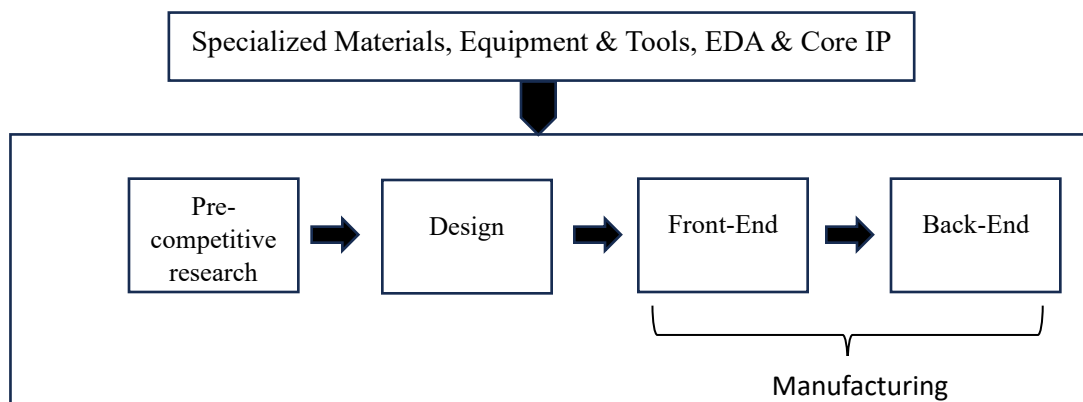 Specialized Materials, Equipment & Tools, EDA & Core IP
Pre-
competitive
research
Design
Front-End
Back-End
Manufacturing